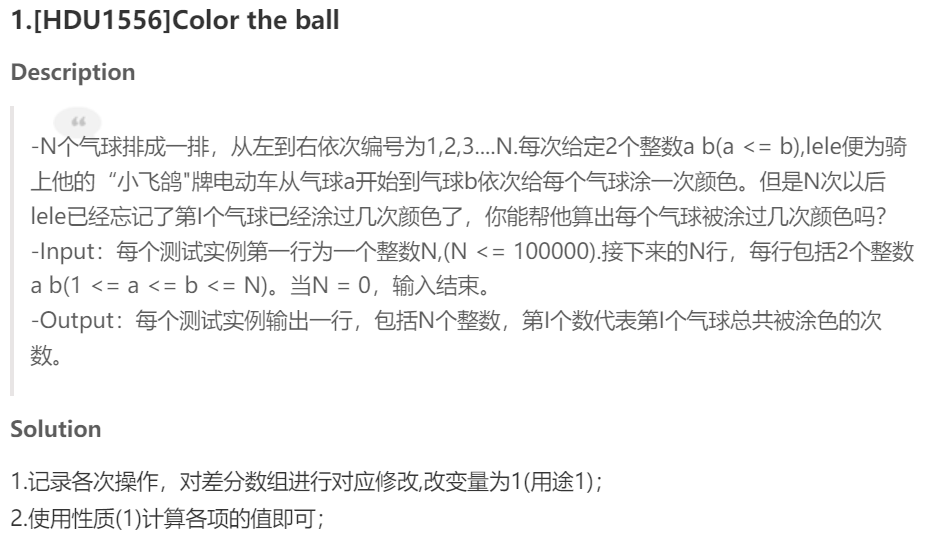 1.[HDU1556]Color the ball
Description
“
-N个气球排成一排，从左到右依次编号为1,2,3....N.每次给定2个整数a b(a <= b),lele便为骑
上他的“小飞鸽"牌电动车从气球a开始到气球b依次给每个气球涂一次颜色。但是N次以后
lele已经忘记了第I个气球已经涂过几次颜色了，你能帮他算出每个气球被涂过几次颜色吗？
-Input：每个测试实例第一行为一个整数N,(N <= 100000).接下来的N行，每行包括2个整数
a b(1 <= a <= b <= N)。当N = 0，输入结束。
-Output：每个测试实例输出一行，包括N个整数，第I个数代表第I个气球总共被涂色的次
数。
Solution
1.记录各次操作，对差分数组进行对应修改,改变量为1(用途1)；
2.使用性质(1)计算各项的值即可；